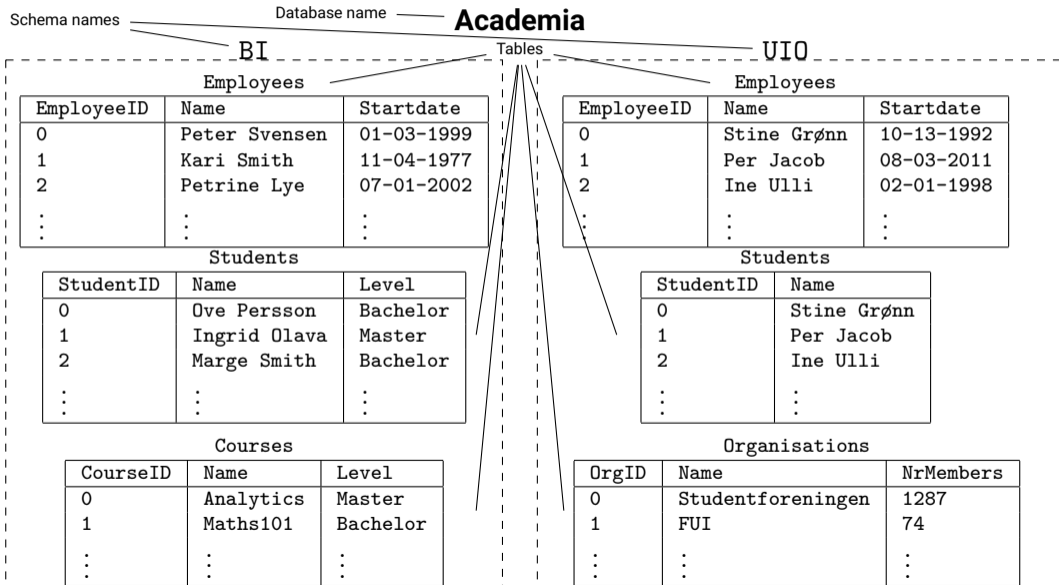 Schema names
Database name
Academia
BI
Tables
UIO
Employees
EmployeeID Name Startdate
0 Peter Svensen 01-03-1999
1 Kari Smith 11-04-1977
2 Petrine Lye 07-01-2002
Employees
EmployeeID Name Startdate
0 Stine Grønn 10-13-1992
1 Per Jacob 08-03-2011
2 Ine Ulli 02-01-1998
Students
StudentID Name Level
0 Ove Persson Bachelor
1 Ingrid Olava Master
2 Marge Smith Bachelor
Students
StudentID Name
0 Stine Grønn
1 Per Jacob
2 Ine Ulli
Courses
CourseID Name Level
0 Analytics Master
1 Maths101 Bachelor
Organisations
OrgID Name NrMembers
0 Studentforeningen 1287
1 FUI 74